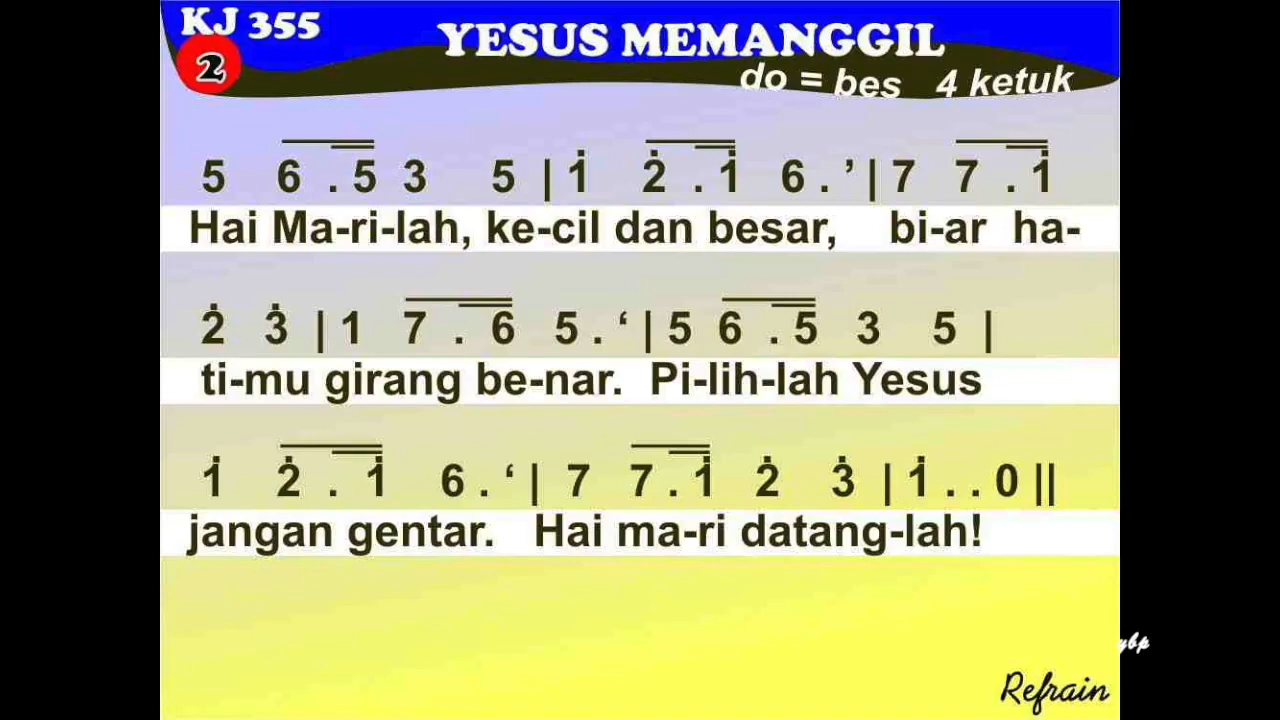 KJ 355
YESUS MEMANGGIL
2
do = bes 4 ketuk
5 6 . 5 3 5 | 1̇ 2̇ . 1̇ 6 . ’ | 7 7 . 1̇
Hai Ma-ri-lah, ke-cil dan besar, bi-ar ha-
2̇ 3̇ | 1 7 . 6 5 . ‘ | 5 6 . 5 3 5 |
ti-mu girang be-nar. Pi-lih-lah Yesus
1̇ 2̇ . 1̇ 6 . ‘ | 7 7 . 1̇ 2̇ 3̇ | 1̇ . . 0 ||
jangan gentar. Hai ma-ri datang-lah!
Refrain